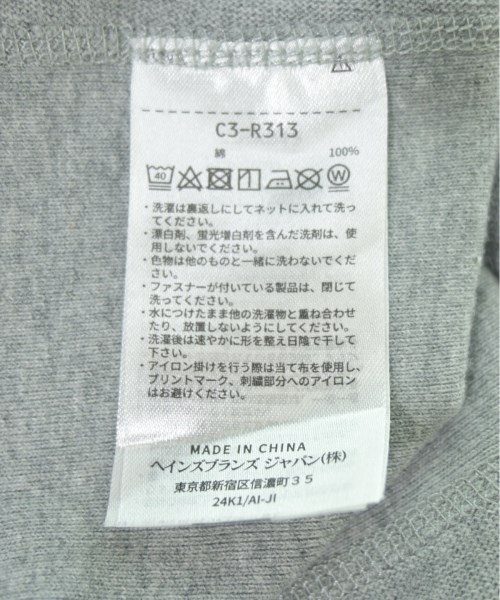 C3-R313
綿 100%
40
W
・洗濯は裏返しにしてネットに入れて洗っ
てください。
・漂白剤、蛍光増白剤を含んだ洗剤は、使
用しないでください。
・色物は他のものと一緒に洗わないでくだ
さい。
・ファスナーが付いている製品は、閉じて
洗ってください。
・水につけたまま他の洗濯物と重ね合わせ
たり、放置しないようにしてください。
・洗濯後は速やかに形を整え日陰で干して
下さい。
・アイロン掛けを行う際は当て布を使用し、
プリントマーク、刺繍部分へのアイロン
はお避けください。
MADE IN CHINA
ヘインズブランズ ジャパン(株)
東京都新宿区信濃町３５
24K1/AI-JI